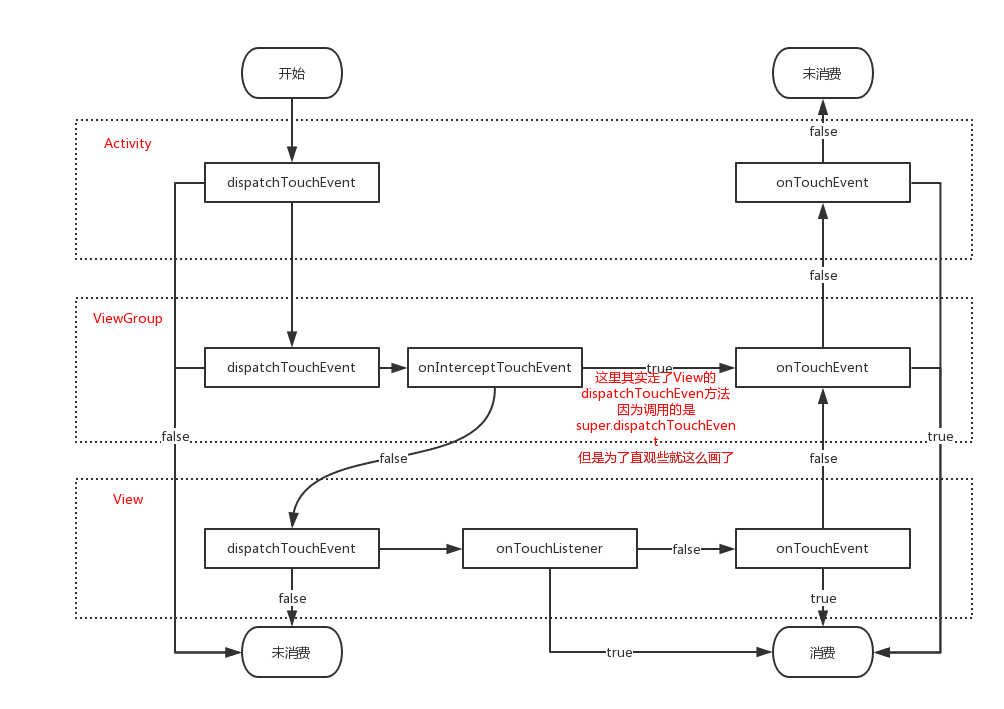 开始
未消费
false
Activity
dispatchTouchEvent
onTouchEvent
false
ViewGroup
dispatchTouchEvent
onInterceptTouchEvent
true
onTouchEvent
这里其实走了View的
dispatchTouchEven方法
因为调用的是
super.dispatchTouchEven
t
但是为了直观些就这么画了
false
true
false
false
View
dispatchTouchEvent
onTouchListener
false
onTouchEvent
false
true
未消费
true
消费